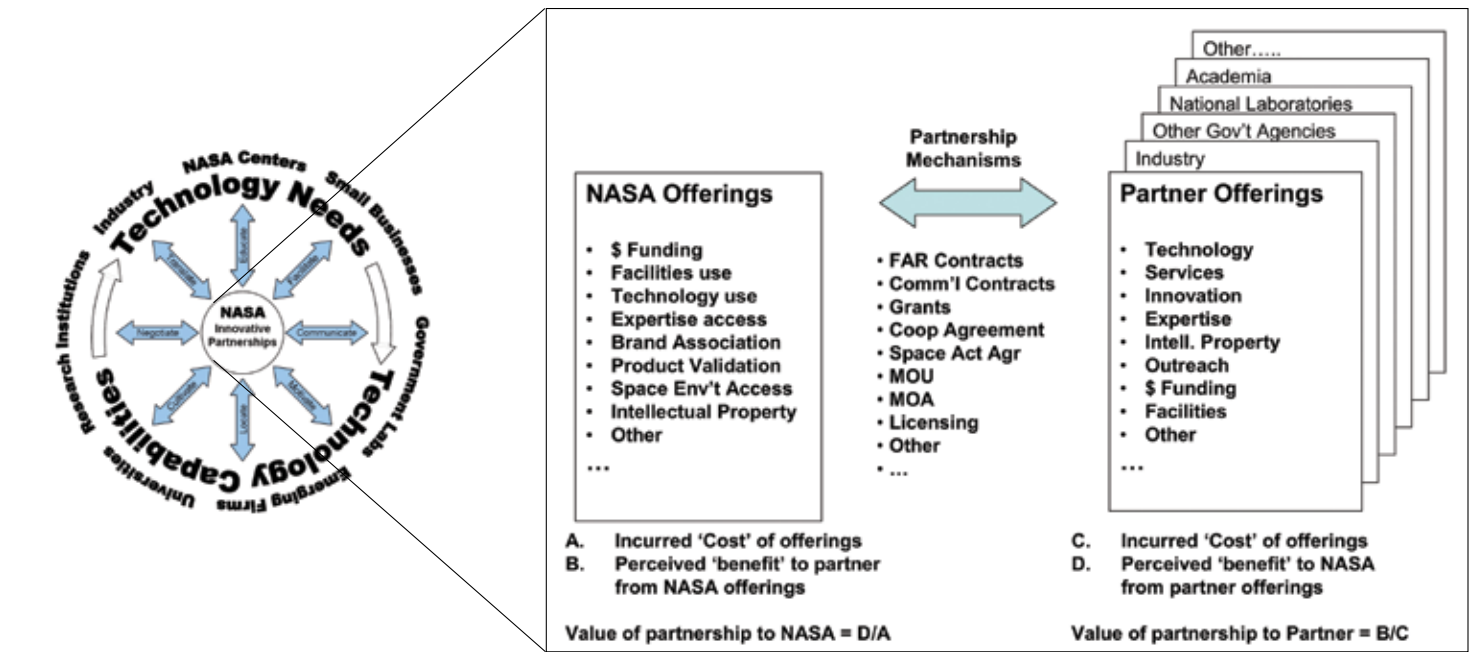 NASA Centers
Small Businesses
Government Labs
Emerging Firms
Universities
Research Institutions
Industry
Technology Needs
Technology Capabilities
Educate
Facilitate
Communicate
Motivate
Locate
Cultivate
Negotiate
Translate
NASA
Innovative
Partnerships
NASA Offerings
• $ Funding
• Facilities use
• Technology use
• Expertise access
• Brand Association
• Product Validation
• Space Env't Access
• Intellectual Property
• Other
…
A. Incurred ‘Cost’ of offerings
B. Perceived ‘benefit’ to partner
from NASA offerings
Value of partnership to NASA = D/A
Partnership
Mechanisms
• FAR Contracts
• Comm'l Contracts
• Grants
• Coop Agreement
• Space Act Agr
• MOU
• MOA
• Licensing
• Other
• …
Other.....
Academia
National Laboratories
Other Gov't Agencies
Industry
Partner Offerings
• Technology
• Services
• Innovation
• Expertise
• Intell. Property
• Outreach
• $ Funding
• Facilities
• Other
…
C. Incurred ‘Cost’ of offerings
D. Perceived ‘benefit’ to NASA
from partner offerings
Value of partnership to Partner = B/C